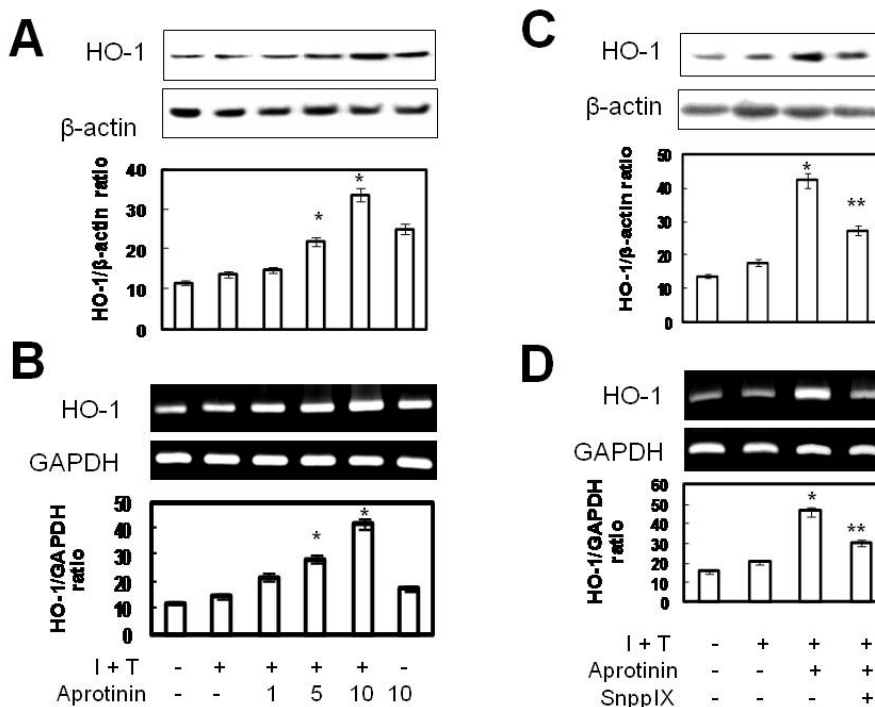 A
HO-1
β-actin
HO-1/β-actin ratio
40
30
20
10
0
*
*
B
HO-1
GAPDH
HO-1/GAPDH
ratio
50
40
30
20
10
0
*
*
I + T - + + + + -
Aprotinin - - 1 5 10 10
C
HO-1
β-actin
HO-1/β-actin ratio
50
40
30
20
10
0
*
**
D
HO-1
GAPDH
HO-1/GAPDH
ratio
60
50
40
30
20
10
0
*
**
I + T - + + +
Aprotinin - - + +
SnppIX - - - +